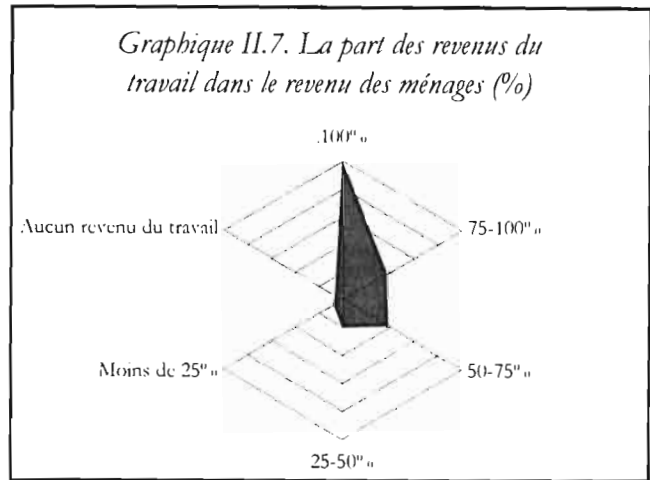 Graphique II.7. La part des revenus du
travail dans le revenu des ménages (%)
100%
Aucun revenu du travail
75-100%
Moins de 25%
50-75%
25-50%